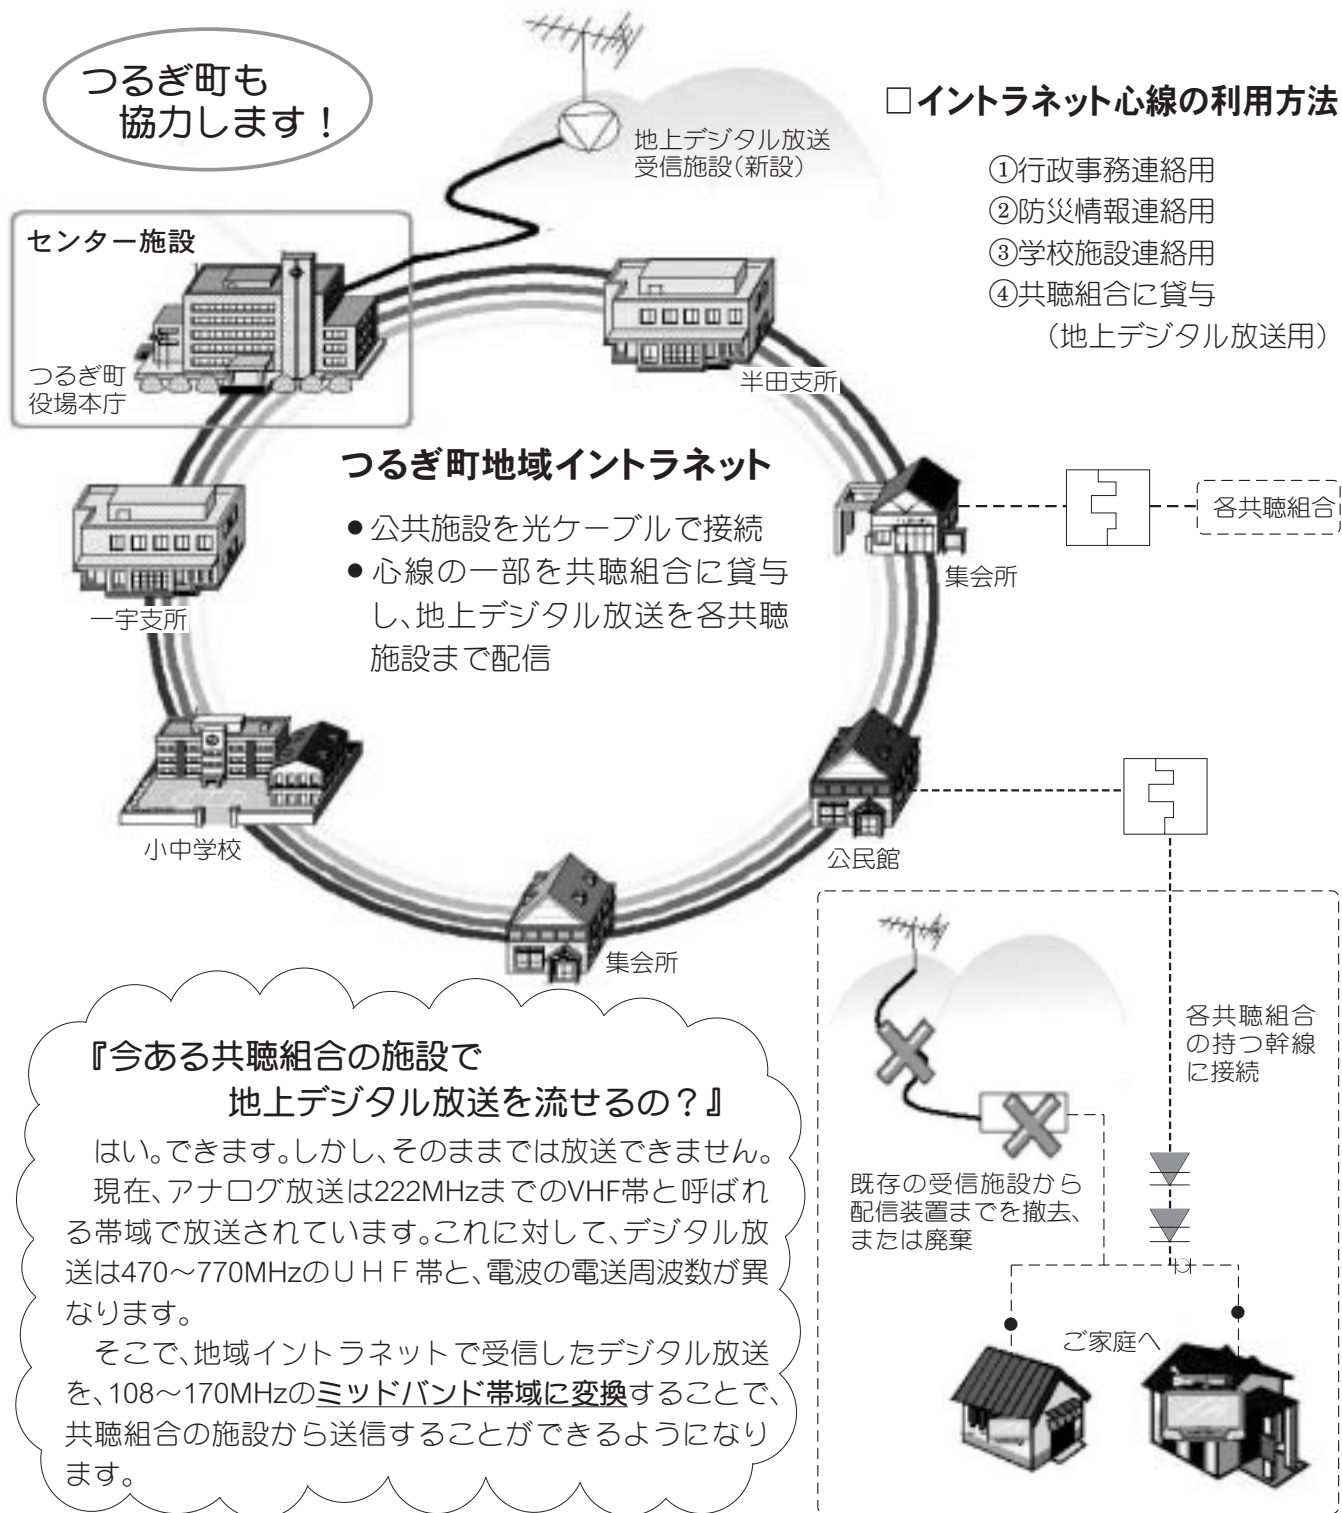 つるぎ町も
協力します！
地上デジタル放送
受信施設（新設）
□イントラネット心線の利用方法
①行政事務連絡用
②防災情報連絡用
③学校施設連絡用
④共聴組合に貸与
（地上デジタル放送用）
センター施設
つるぎ町
役場本庁
半田支所
つるぎ町地域イントラネット
●公共施設を光ケーブルで接続
●心線の一部を共聴組合に貸与
し、地上デジタル放送を各共聴
施設まで配信
各共聴組合
集会所
一宇支所
小中学校
公民館
集会所
『今ある共聴組合の施設で
地上デジタル放送を流せるの？』
はい。できます。しかし、そのままでは放送できません。
現在、アナログ放送は222MHzまでのVHF帯と呼ばれ
る帯域で放送されています。これに対して、デジタル放
送は470～770MHzのＵＨＦ帯と、電波の電送周波数が異
なります。
そこで、地域イントラネットで受信したデジタル放送
を、108～170MHzのミッドバンド帯域に変換することで、
共聴組合の施設から送信することができるようになり
ます。
各共聴組合
の持つ幹線
に接続
既存の受信施設から
配信装置までを撤去、
または廃棄
ご家庭へ